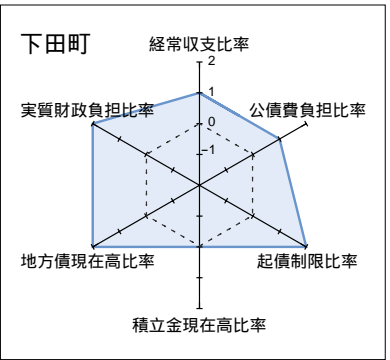 下田町
経常収支比率
2
実質財政負担比率
1
公債費負担比率
0
-1
地方債現在高比率
起債制限比率
積立金現在高比率